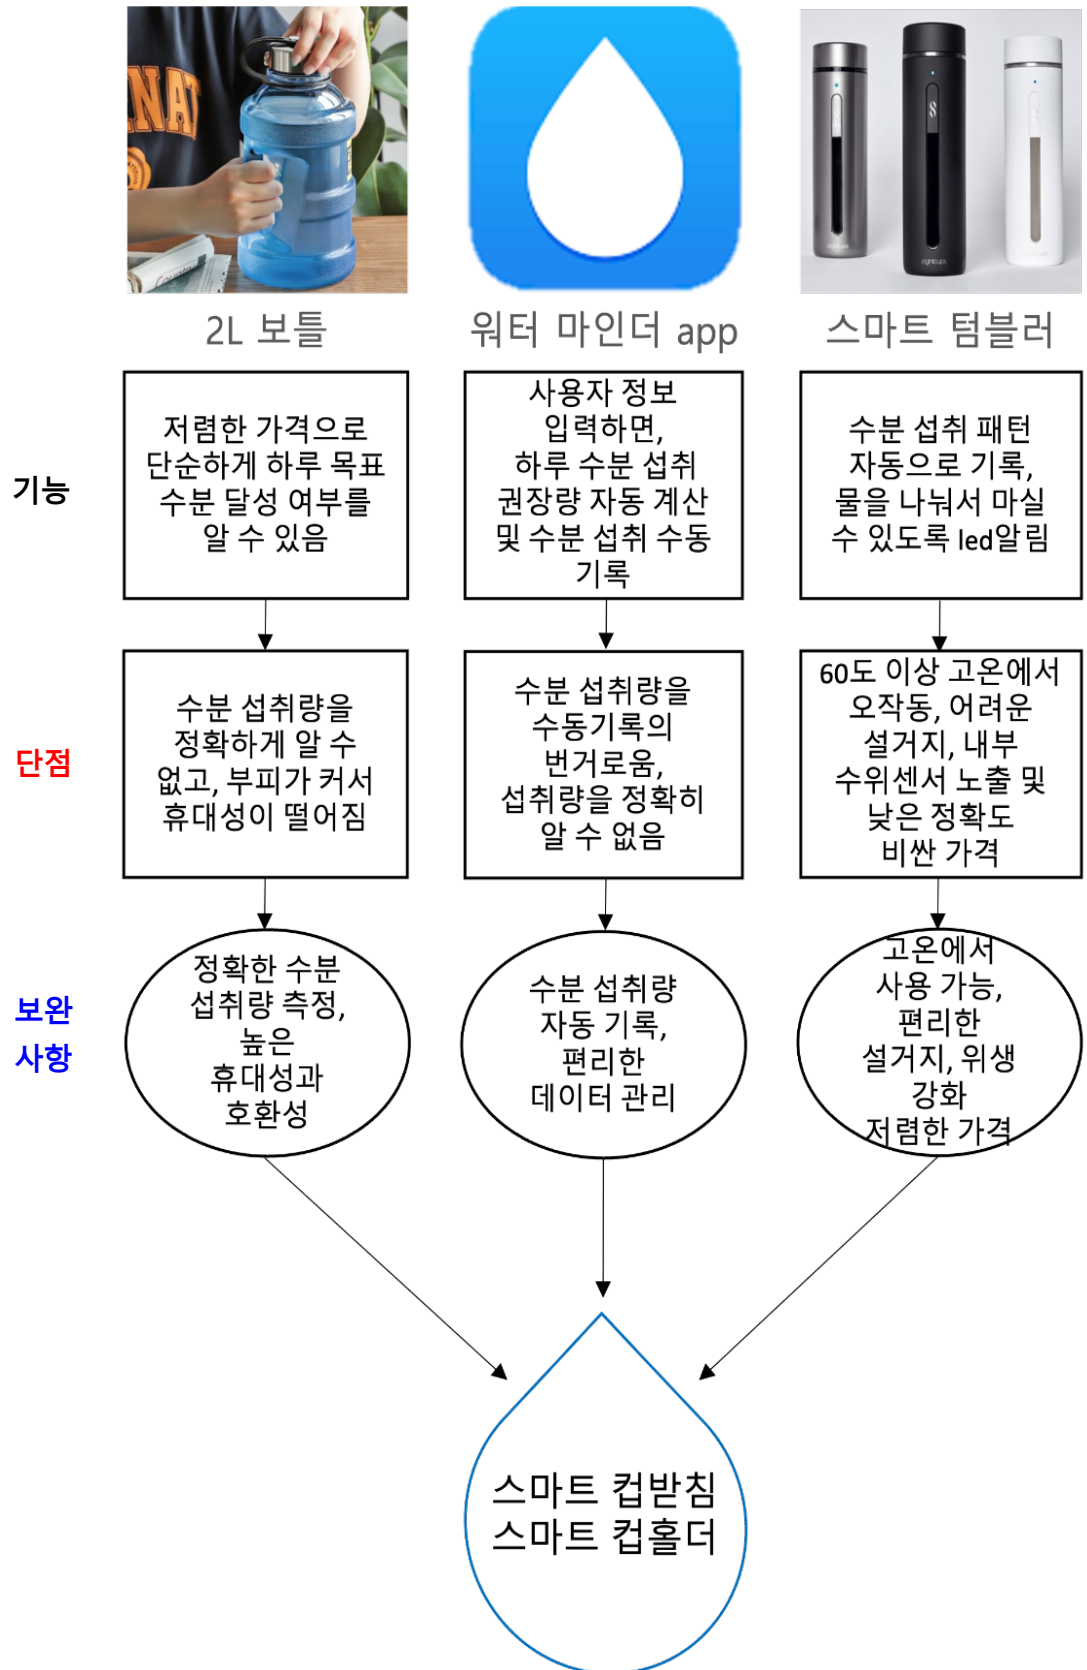 2L 보틀
워터 마인더 app
스마트 텀블러
기능
저렴한 가격으로
단순하게 하루 목표
수분 달성 여부를
알 수 있음
사용자 정보
입력하면,
하루 수분 섭취
권장량 자동 계산
및 수분 섭취 수동
기록
수분 섭취 패턴
자동으로 기록,
물을 나눠서 마실
수 있도록 led알림
단점
수분 섭취량을
정확하게 알 수
없고, 부피가 커서
휴대성이 떨어짐
수분 섭취량을
수동기록의
번거로움,
섭취량을 정확히
알 수 없음
60도 이상 고온에서
오작동, 어려운
설거지, 내부
수위센서 노출 및
낮은 정확도
비싼 가격
보완
사항
정확한 수분
섭취량 측정,
높은
휴대성과
호환성
수분 섭취량
자동 기록,
편리한
데이터 관리
고온에서
사용 가능,
편리한
설거지, 위생
강화
저렴한 가격
스마트 컵받침
스마트 컵홀더
eightcups
eightcups
eightcups